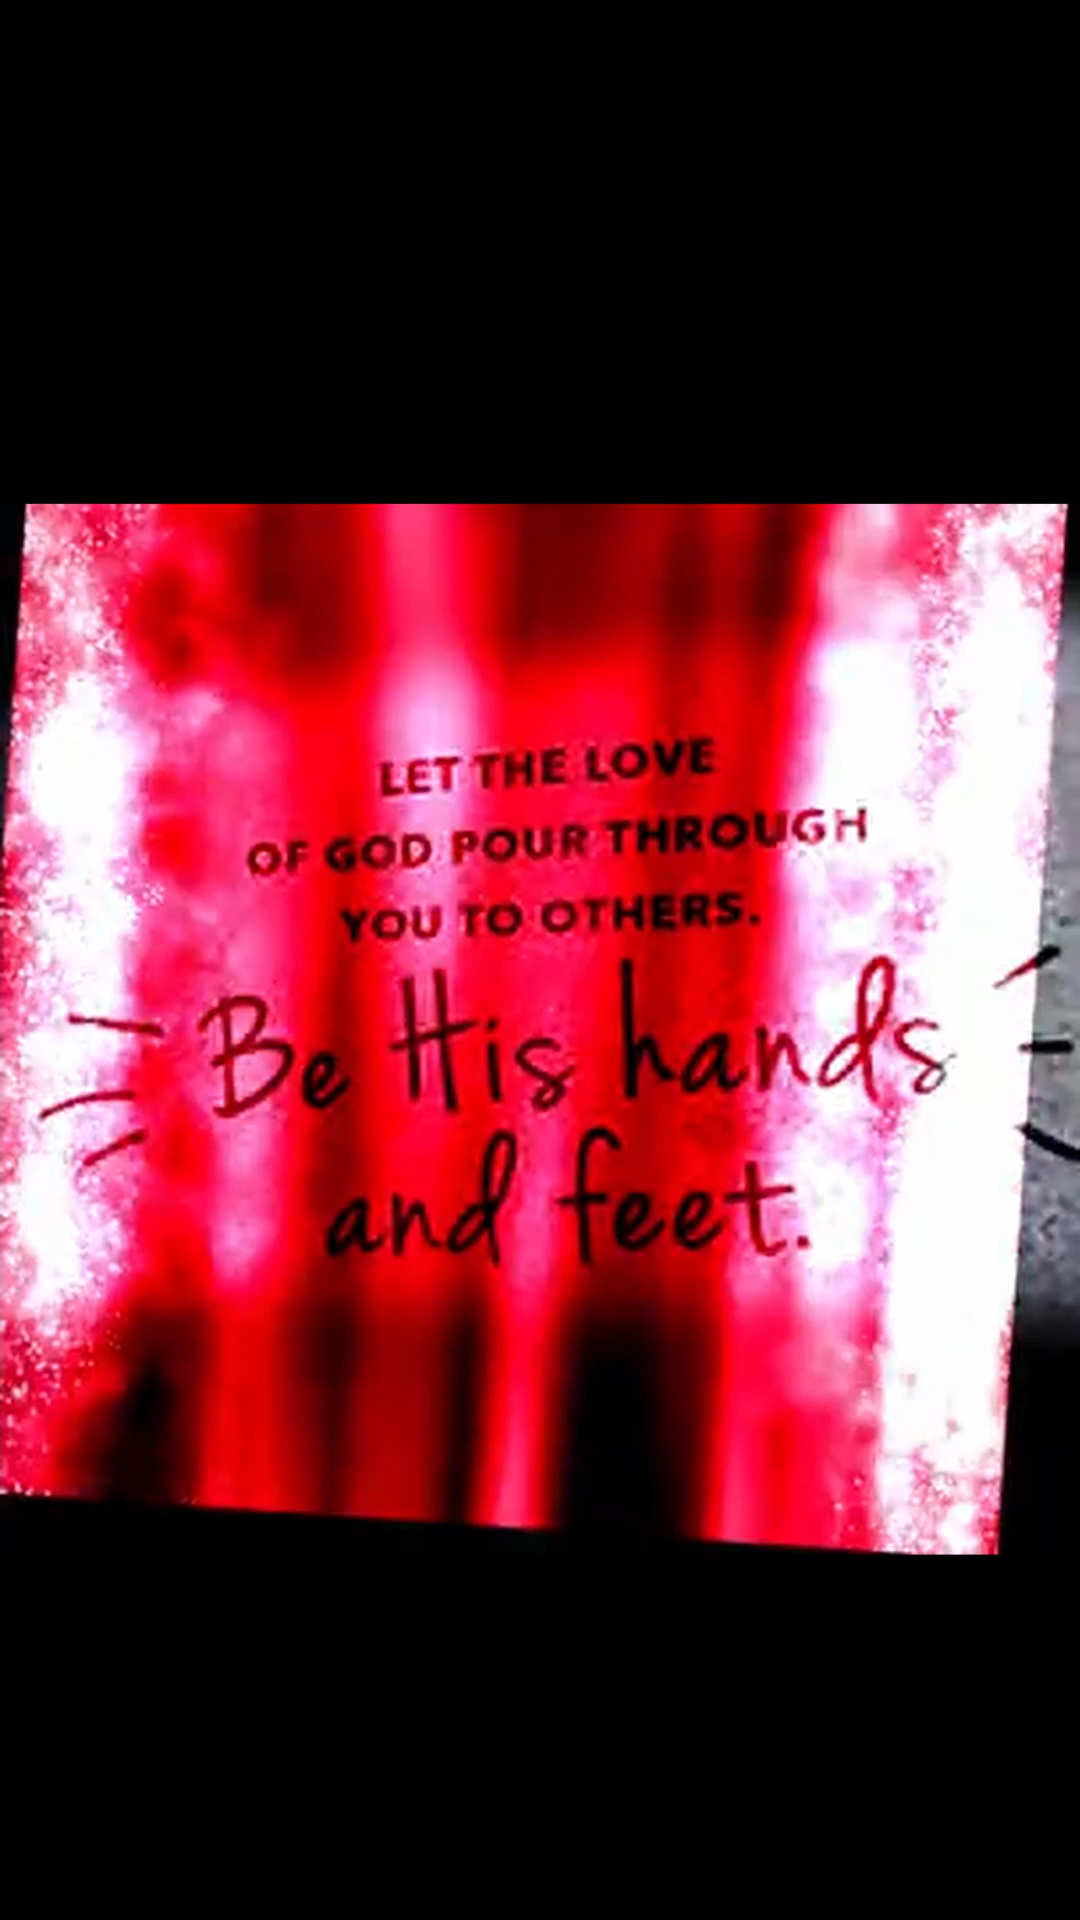 LET THE LOVE
OF GOD POUR THROUGH
YOU TO OTHERS.
Be His hands
and feet.